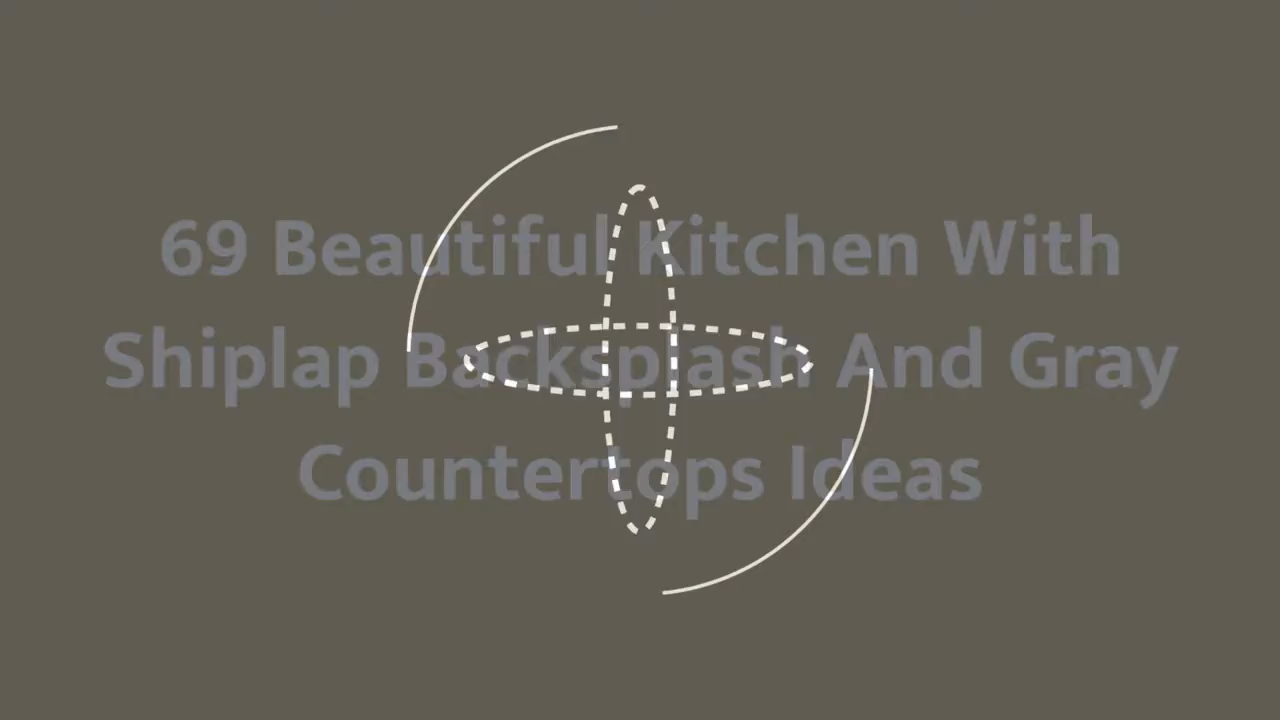 69 Beautiful Kitchen With
Shiplap Backsplash And Gray
Countertops Ideas